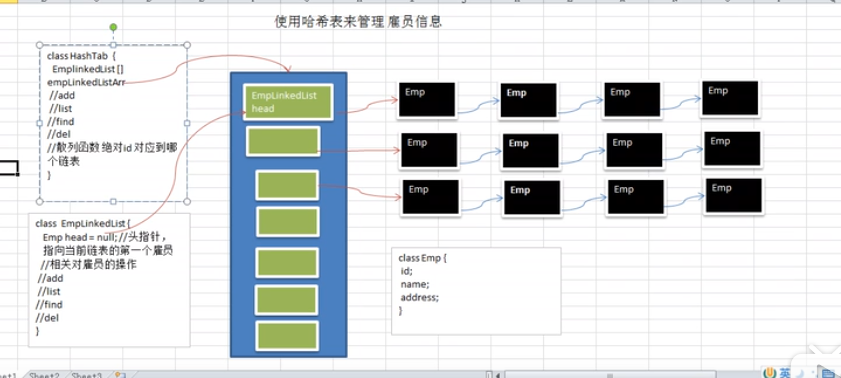 使用哈希表来管理 雇员信息
class HashTab {
EmplinkedList []
empLinkedListArr
//add
//list
//find
//del
//散列函数 绝对id 对应到哪
个链表
}
EmpLinkedList
head
Emp
Emp
Emp
Emp
Emp
Emp
Emp
Emp
Emp
Emp
Emp
Emp
class EmpLinkedList {
Emp head = null; //头指针，
指向当前链表的第一个雇员
//相关对雇员的操作
//add
//list
//find
//del
}
class Emp {
id;
name;
address;
}
Sheet2
Sheet3
英